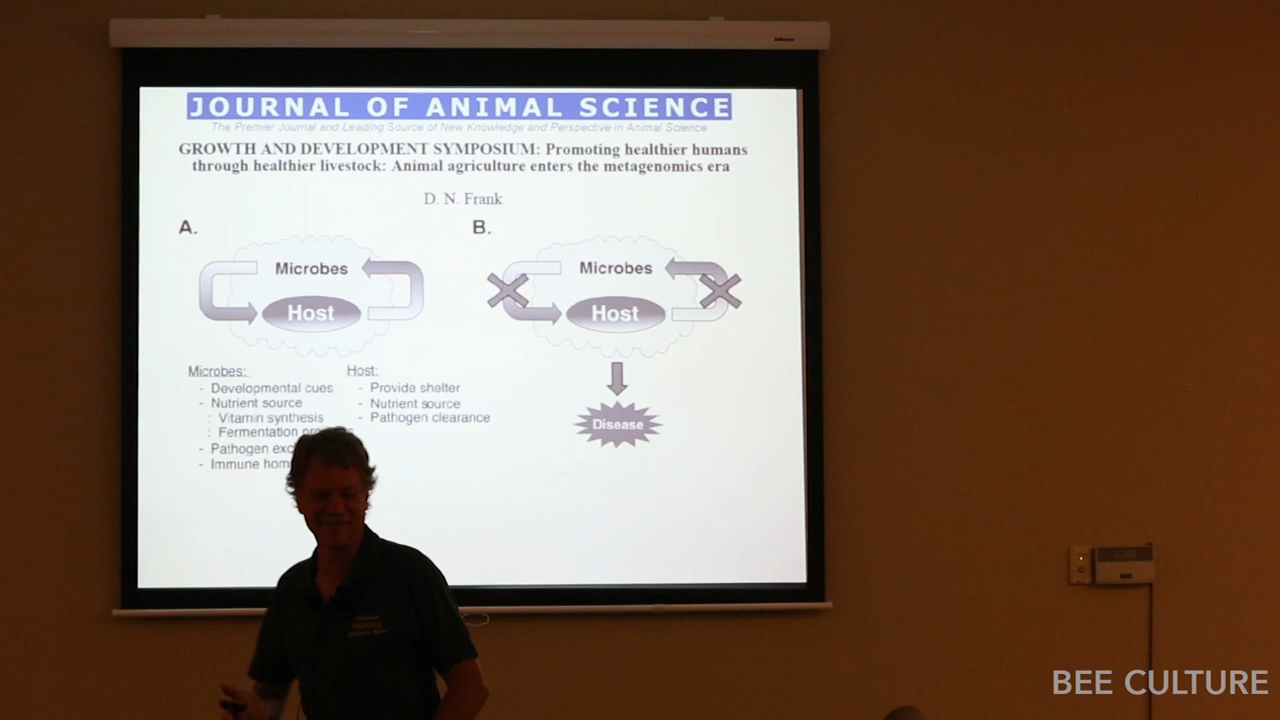 JOURNAL OF ANIMAL SCIENCE
The Premier Journal and Leading Source of New Knowledge and Perspective in Animal Science
GROWTH AND DEVELOPMENT SYMPOSIUM: Promoting healthier humans
through healthier livestock: Animal agriculture enters the metagenomics era
D. N. Frank
A.
Microbes
Host
Microbes:
- Developmental cues
- Nutrient source
: Vitamin synthesis
: Fermentation
- Pathogen
- Immune
Host:
- Provide shelter
- Nutrient source
- Pathogen clearance
B.
Microbes
Host
Disease
BEE CULTURE